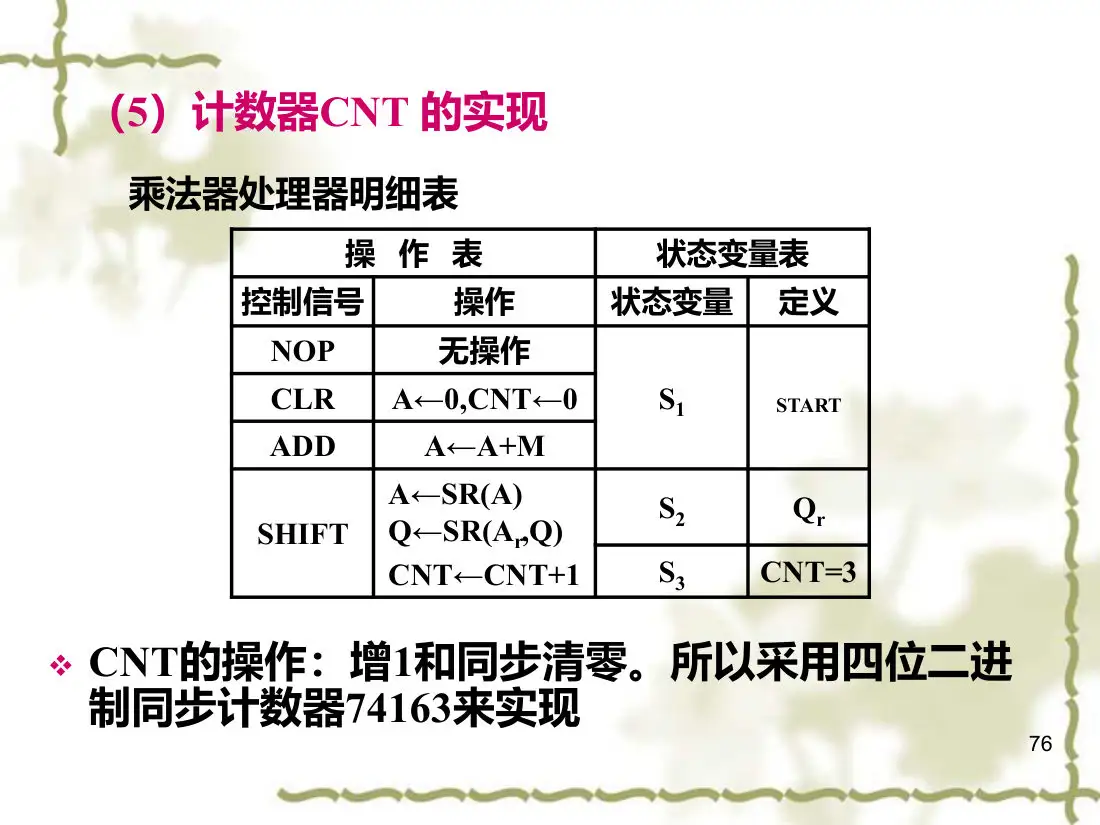 （5）计数器CNT 的实现
乘法器处理器明细表
操 作 表 状态变量表
控制信号 操作 状态变量 定义
NOP 无操作
CLR A←0,CNT←0 S1 START
ADD A←A+M
SHIFT A←SR(A)
Q←SR(Ar,Q)
CNT←CNT+1
S2 Qr
S3 CNT=3
❖ CNT的操作：增1和同步清零。所以采用四位二进
制同步计数器74163来实现
76